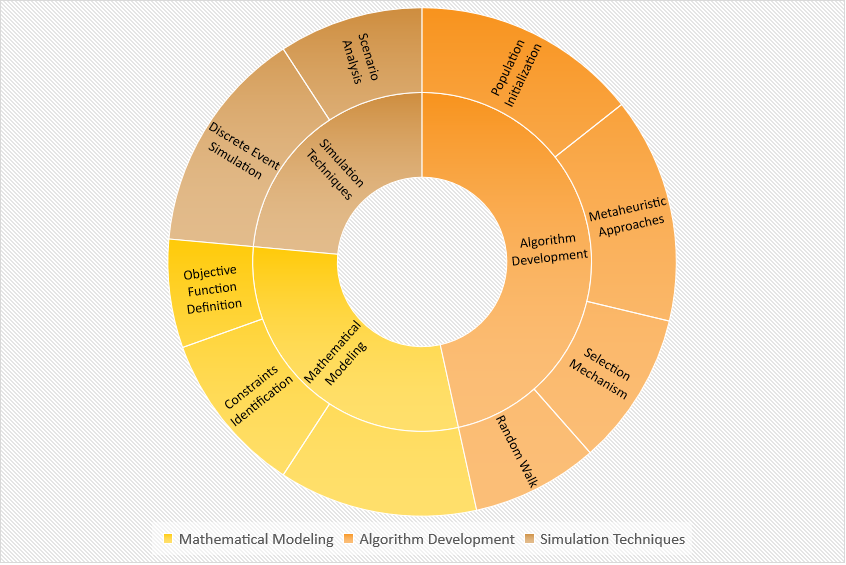 Scenario
Analysis
Population
Initialization
Discrete Event
Simulation
Simulation
Techniques
Metaheuristic
Approaches
Algorithm
Development
Objective
Function
Definition
Mathematical
Modeling
Constraints
Identification
Selection
Mechanism
Random Walk
Mathematical Modeling
Algorithm Development
Simulation Techniques